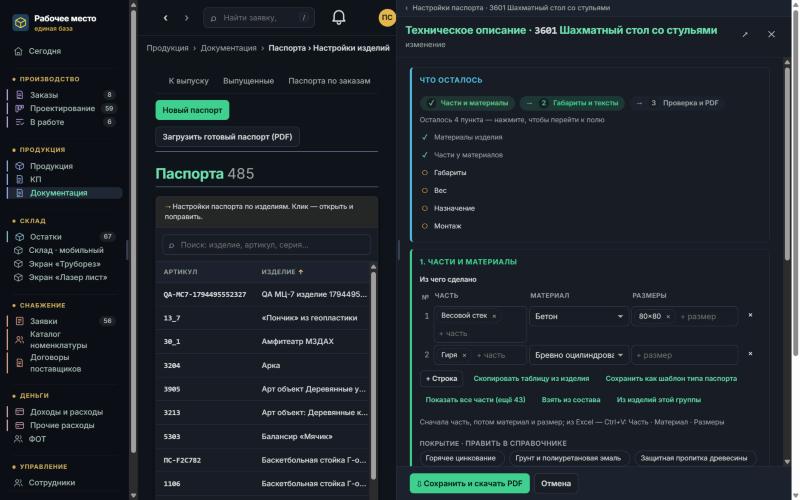 Рабочее место
единая база
Сегодня
ПРОИЗВОДСТВО
Заказы 8
Проектирование 59
В работе 6
ПРОДУКЦИЯ
Продукция
КП
Документация
СКЛАД
Остатки 67
Склад · мобильный
Экран «Труборез»
Экран «Лазер лист»
СНАБЖЕНИЕ
Заявки 56
Каталог
номенклатуры
Договоры
поставщиков
ДЕНЬГИ
Доходы и расходы
Прочие расходы
ФОТ
УПРАВЛЕНИЕ
Сотрудники
‹ › Найти заявку, / ПС
Продукция › Документация › Паспорта › Настройки изделий
К выпуску Выпущенные Паспорта по заказам
Новый паспорт
Загрузить готовый паспорт (PDF)
Паспорта 485
→ Настройки паспорта по изделиям. Клик — открыть и
поправить.
Поиск: изделие, артикул, серия...
АРТИКУЛ ИЗДЕЛИЕ ↑
QA-MC7-1794495552327 QA МЦ-7 изделие 1794495...
13_7 «Пончик» из геопластики
30_1 Амфитеатр МЗДАХ
3204 Арка
3905 Арт объект Деревянные у...
3213 Арт объект: Деревянные к...
5303 Балансир «Мячик»
ПС-F2C782 Баскетбольная стойка Г-о...
1106 Баскетбольная стойка Г-о...
‹ Настройки паспорта · 3601 Шахматный стол со стульями
Техническое описание · 3601 Шахматный стол со стульями
изменение
ЧТО ОСТАЛОСЬ
✓ Части и материалы → 2 Габариты и тексты → 3 Проверка и PDF
Осталось 4 пункта — нажмите, чтобы перейти к полю
✓ Материалы изделия
✓ Части у материалов
Габариты
Вес
Назначение
Монтаж
1. ЧАСТИ И МАТЕРИАЛЫ
Из чего сделано
№ ЧАСТЬ МАТЕРИАЛ РАЗМЕРЫ
1 Весовой стек × Бетон 80×80 × + размер ×
+ часть
2 Гиря × + часть Бревно оцилиндрова + размер ×
+ Строка Скопировать таблицу из изделия Сохранить как шаблон типа паспорта
Показать все части (ещё 43) Взять из состава Из изделий этой группы
Сначала часть, потом материал и размер; из Excel — Ctrl+V: Часть · Материал · Размеры
ПОКРЫТИЕ · ПРАВИТЬ В СПРАВОЧНИКЕ
Горячее цинкование Грунт и полиуретановая эмаль Защитная пропитка древесины
⇩ Сохранить и скачать PDF Отмена